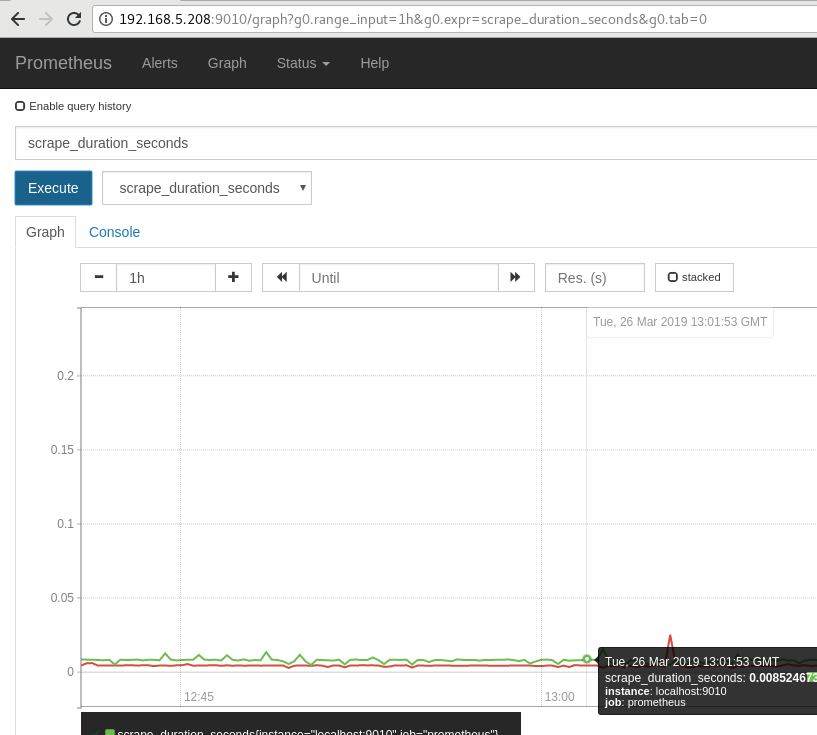 192.168.5.208:9010/graph?g0.range_input=1h&g0.expr=scrape_duration_seconds&g0.tab=0
Prometheus Alerts Graph Status Help
Enable query history
scrape_duration_seconds
Execute scrape_duration_seconds
Graph Console
1h Until Res. (s) stacked
Tue, 26 Mar 2019 13:01:53 GMT
0.2
0.15
0.1
0.05
0
Tue, 26 Mar 2019 13:01:53 GMT
scrape_duration_seconds: 0.008524673
instance: localhost:9010
job: prometheus
12:45 13:00
scrape_duration_seconds{instance="localhost:9010",job="prometheus"}